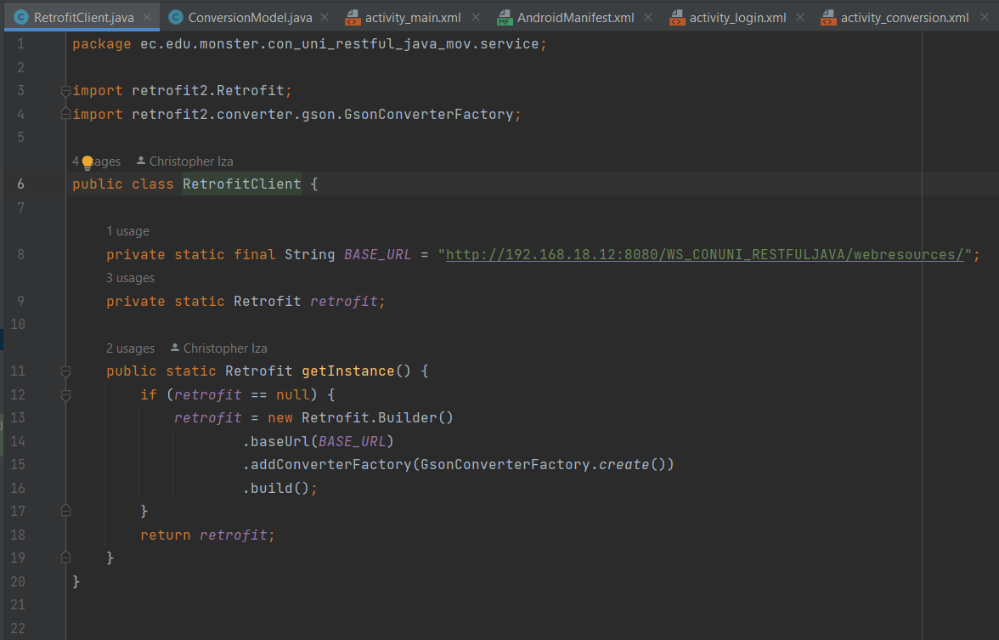 RetrofitClient.java ConversionModel.java activity_main.xml AndroidManifest.xml activity_login.xml activity_conversion.xml
1 package ec.edu.monster.con_uni_restful_java_mov.service;
2
3 import retrofit2.Retrofit;
4 import retrofit2.converter.gson.GsonConverterFactory;
5
4 usages Christopher Iza
6 public class RetrofitClient {
7
1 usage
8 private static final String BASE_URL = "http://192.168.18.12:8080/WS_CONUNI_RESTFULJAVA/webresources/";
3 usages
9 private static Retrofit retrofit;
10
2 usages Christopher Iza
11 public static Retrofit getInstance() {
12 if (retrofit == null) {
13 retrofit = new Retrofit.Builder()
14 .baseUrl(BASE_URL)
15 .addConverterFactory(GsonConverterFactory.create())
16 .build();
17 }
18 return retrofit;
19 }
20 }
21
22